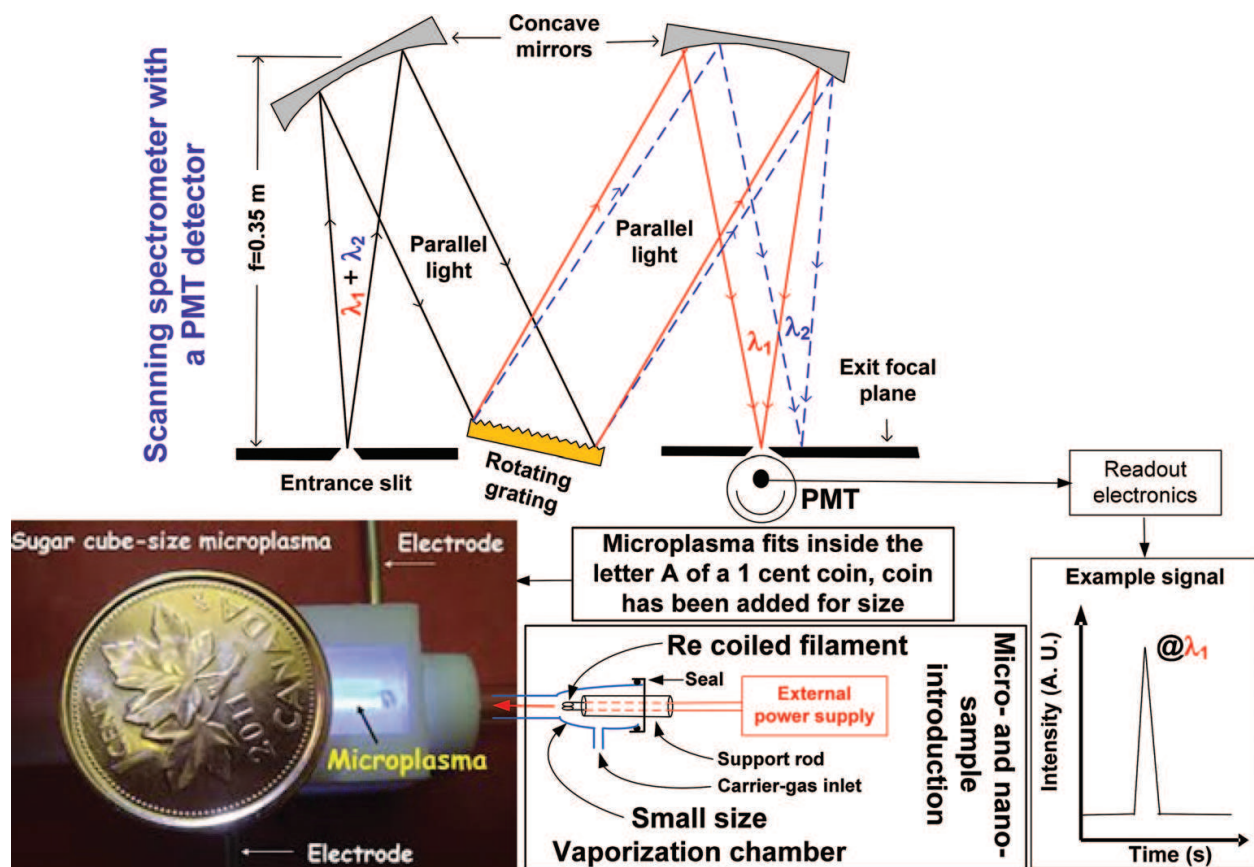 Scanning spectrometer with
a PMT detector
Concave
mirrors
f=0.35 m
λ1 + λ2
Parallel
light
Parallel
light
λ1
λ2
Exit focal
plane
Entrance slit
Rotating
grating
PMT
Readout
electronics
Sugar cube-size microplasma
Electrode
1 CENT
2011
CANADA
Microplasma
Electrode
Microplasma fits inside the
letter A of a 1 cent coin, coin
has been added for size
Re coiled filament
Seal
External
power supply
Support rod
Carrier-gas inlet
Small size
Vaporization chamber
Micro- and nano-
sample
introduction
Example signal
@λ1
Intensity (A. U.)
Time (s)